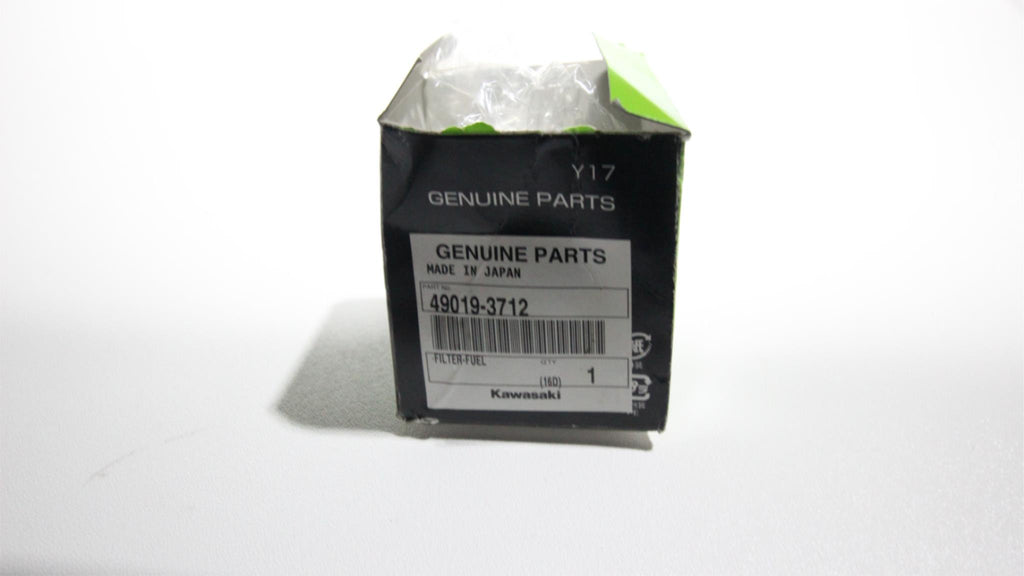 Y17
GENUINE PARTS
GENUINE PARTS
MADE IN JAPAN
PART No.
49019-3712
FILTER-FUEL
QTY
(16D) 1
Kawasaki